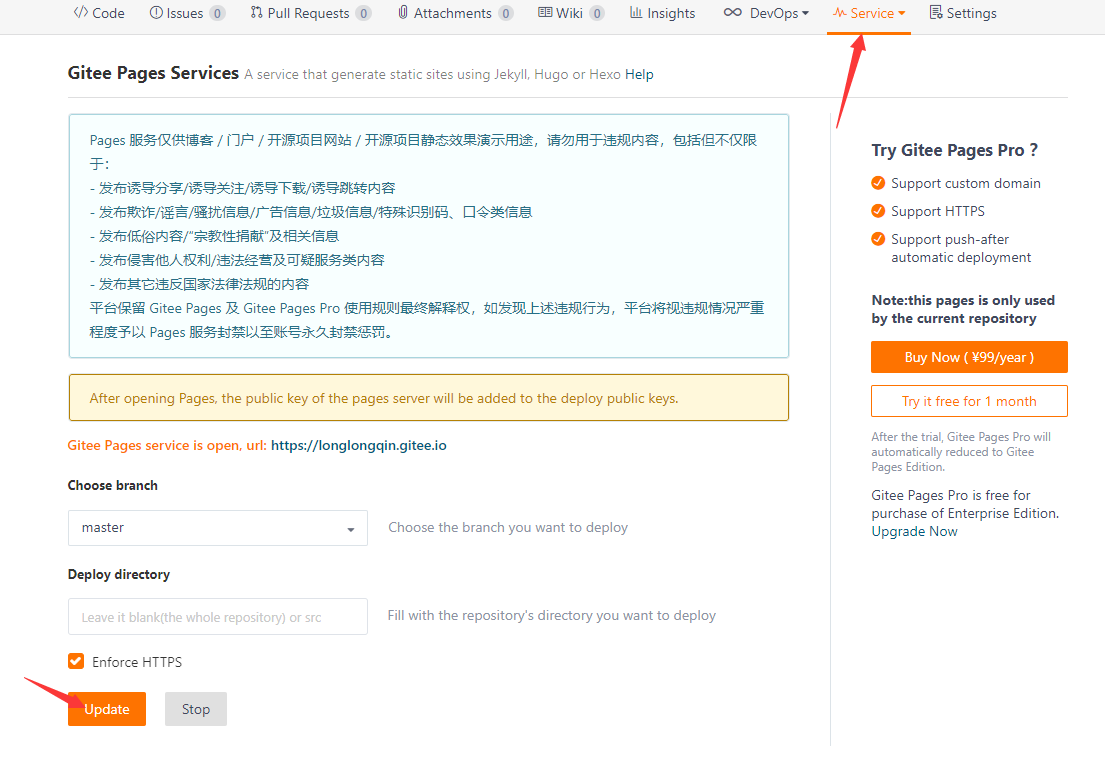 Code Issues 0 Pull Requests 0 Attachments 0 Wiki 0 Insights DevOps Service Settings
Gitee Pages Services A service that generate static sites using Jekyll, Hugo or Hexo Help
Pages 服务仅供博客 / 门户 / 开源项目网站 / 开源项目静态效果演示用途，请勿用于违规内容，包括但不仅限
于：
- 发布诱导分享/诱导关注/诱导下载/诱导跳转内容
- 发布欺诈/谣言/骚扰信息/广告信息/垃圾信息/特殊识别码、口令类信息
- 发布低俗内容/“宗教性捐献”及相关信息
- 发布侵害他人权利/违法经营及可疑服务类内容
- 发布其它违反国家法律法规的内容
平台保留 Gitee Pages 及 Gitee Pages Pro 使用规则最终解释权，如发现上述违规行为，平台将视违规情况严重
程度予以 Pages 服务封禁以至账号永久封禁惩罚。
After opening Pages, the public key of the pages server will be added to the deploy public keys.
Gitee Pages service is open, url: https://longlongqin.gitee.io
Choose branch
master
Choose the branch you want to deploy
Deploy directory
Leave it blank(the whole repository) or src
Fill with the repository's directory you want to deploy
Enforce HTTPS
Update
Stop
Try Gitee Pages Pro ?
Support custom domain
Support HTTPS
Support push-after
automatic deployment
Note:this pages is only used
by the current repository
Buy Now ( ¥99/year )
Try it free for 1 month
After the trial, Gitee Pages Pro will
automatically reduced to Gitee
Pages Edition.
Gitee Pages Pro is free for
purchase of Enterprise Edition.
Upgrade Now